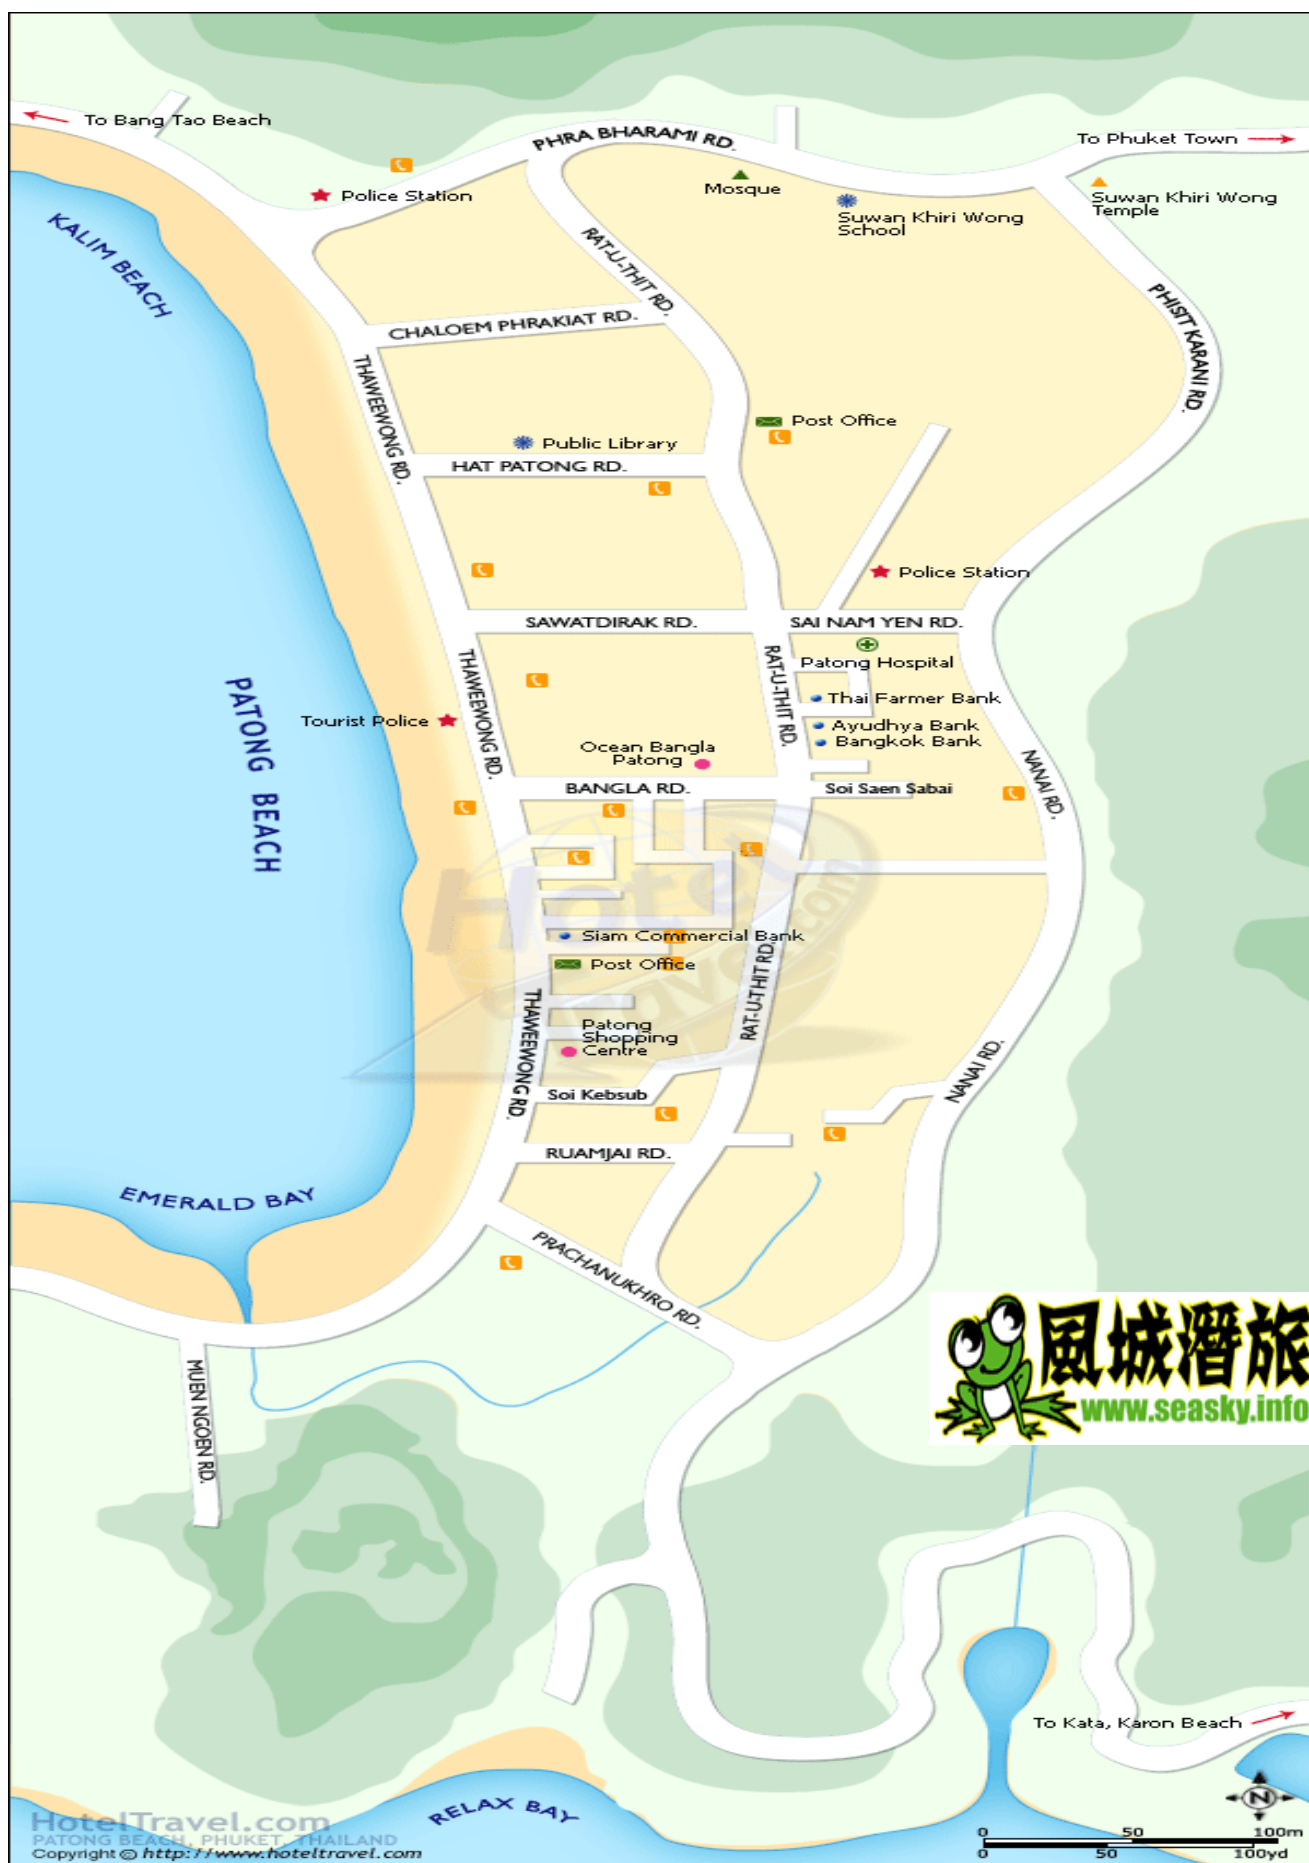 To Bang Tao Beach
PHRA BHARAMI RD.
To Phuket Town
Police Station
Mosque
Suwan Khiri Wong
School
Suwan Khiri Wong
Temple
KALIM BEACH
RAT-U-THIT RD.
PHISIT KARANI RD.
CHALOEM PHRAKIAT RD.
THAWEEWONG RD.
Post Office
Public Library
HAT PATONG RD.
Police Station
SAWATDIRAK RD.
SAI NAM YEN RD.
Patong Hospital
THAWEEWONG RD.
RAT-U-THIT RD.
Thai Farmer Bank
PATONG BEACH
Tourist Police
Ayudhya Bank
Bangkok Bank
Ocean Bangla
Patong
NANAI RD.
BANGLA RD.
Soi Saen Sabai
Hotel
Travel.com
Siam Commercial Bank
Post Office
RAT-U-THIT RD.
THAWEEWONG RD.
Patong
Shopping
Centre
NANAI RD.
Soi Kebsub
RUAMJAI RD.
EMERALD BAY
PRACHANUKHRO RD.
風城潛旅
www.seasky.info
MUEN NGOEN RD.
To Kata, Karon Beach
RELAX BAY
N
HotelTravel.com
PATONG BEACH, PHUKET, THAILAND
Copyright © http://www.hoteltravel.com
0 50 100m
0 50 100yd